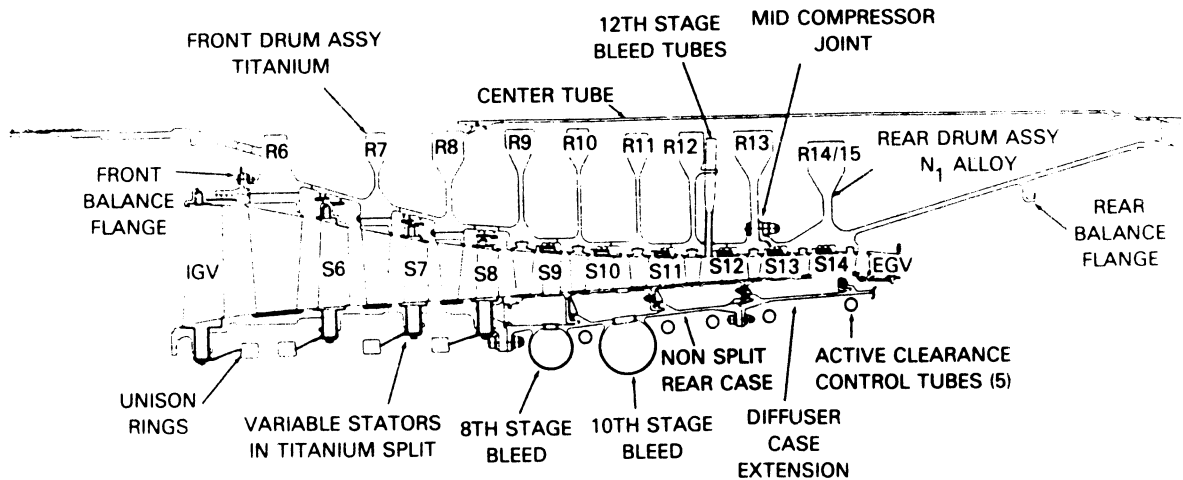 12TH STAGE
BLEED TUBES
MID COMPRESSOR
JOINT
FRONT DRUM ASSY
TITANIUM
CENTER TUBE
R6
R7
R8
R9
R10
R11
R12
R13
R14/15
REAR DRUM ASSY
N1 ALLOY
FRONT
BALANCE
FLANGE
REAR
BALANCE
FLANGE
IGV
S6
S7
S8
S9
S10
S11
S12
S13
S14
EGV
UNISON
RINGS
VARIABLE STATORS
IN TITANIUM SPLIT
8TH STAGE
BLEED
10TH STAGE
BLEED
NON SPLIT
REAR CASE
DIFFUSER
CASE
EXTENSION
ACTIVE CLEARANCE
CONTROL TUBES (5)